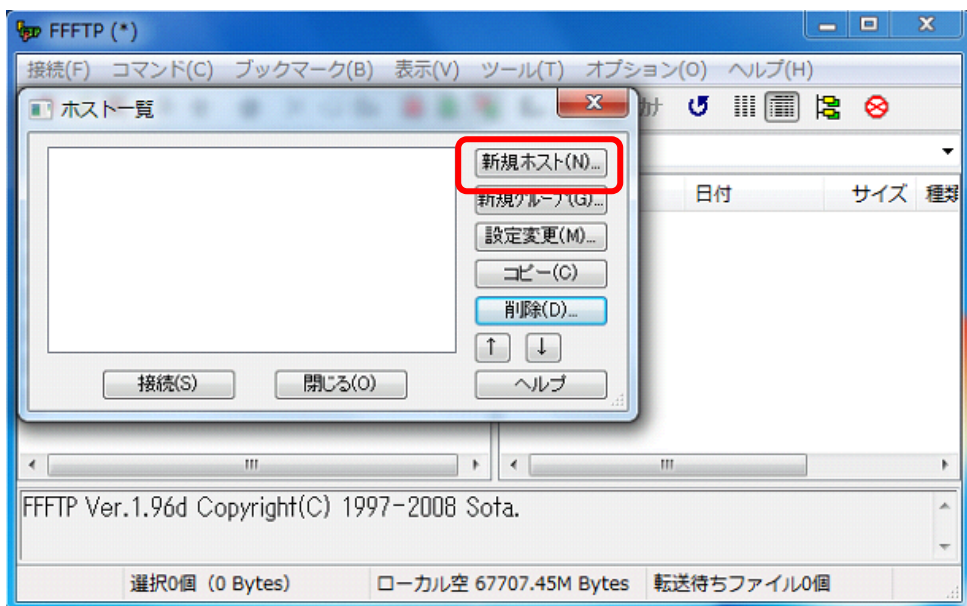 FFFTP (*)
接続(F) コマンド(C) ブックマーク(B) 表示(V) ツール(T) オプション(O) ヘルプ(H)
ホスト一覧
新規ホスト(N)...
新規グループ(G)...
設定変更(M)...
コピー(C)
削除(D)...
↑ ↓
接続(S) 閉じる(O) ヘルプ
日付 サイズ 種類
FFFTP Ver.1.96d Copyright(C) 1997-2008 Sota.
選択0個 (0 Bytes) ローカル空 67707.45M Bytes 転送待ちファイル0個